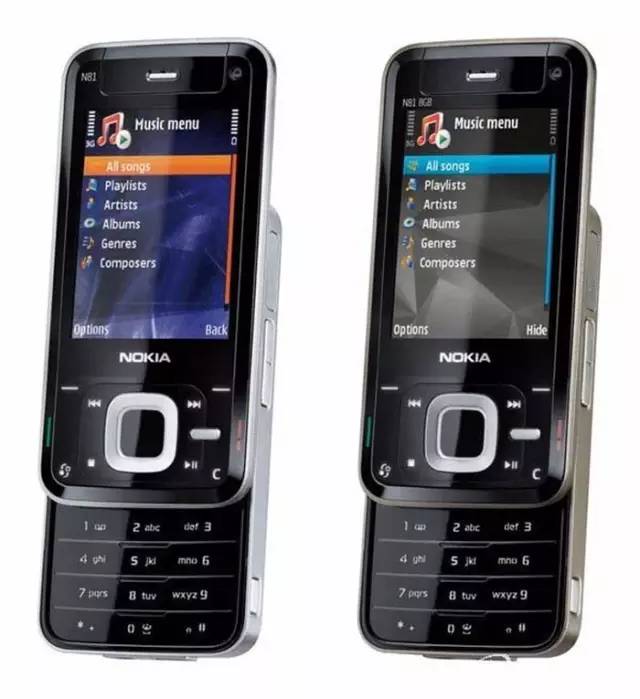 N81
3G
Music menu
All songs
Playlists
Artists
Albums
Genres
Composers
Options
Back
NOKIA
C
1
2 abc
def 3
4 ghi
5 jkl
mno 6
7 pqrs
8 tuv
wxyz 9
* +
0
#
N81 8GB
3G
Music menu
All songs
Playlists
Artists
Albums
Genres
Composers
Options
Hide
NOKIA
C
1
2 abc
def 3
4 ghi
5 jkl
mno 6
7 pqrs
8 tuv
wxyz 9
* +
0
#